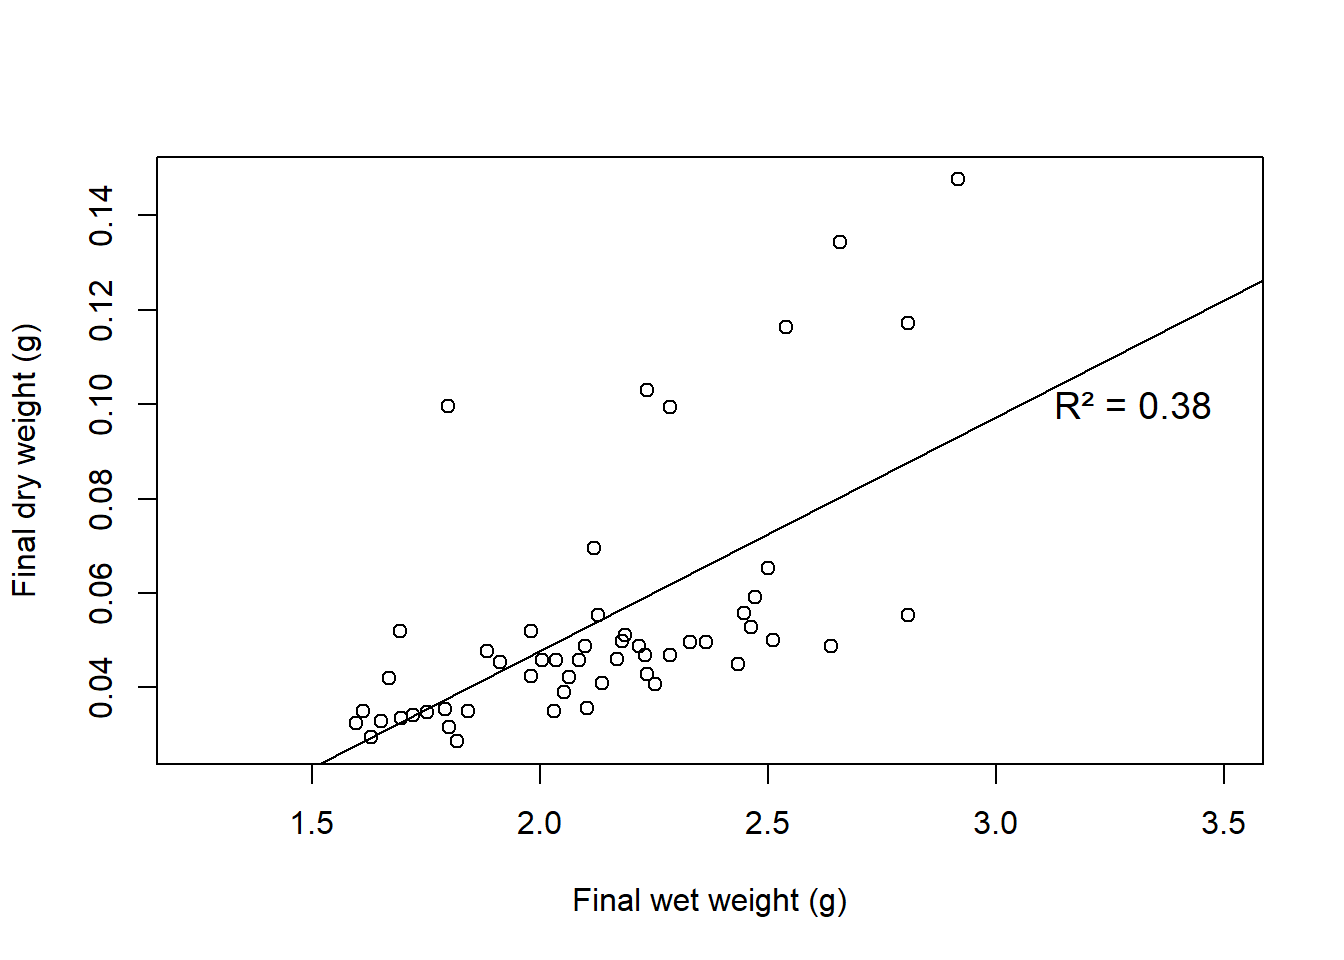 0.14
0.12
0.10
0.08
0.06
0.04
Final dry weight (g)
R² = 0.38
1.5 2.0 2.5 3.0 3.5
Final wet weight (g)